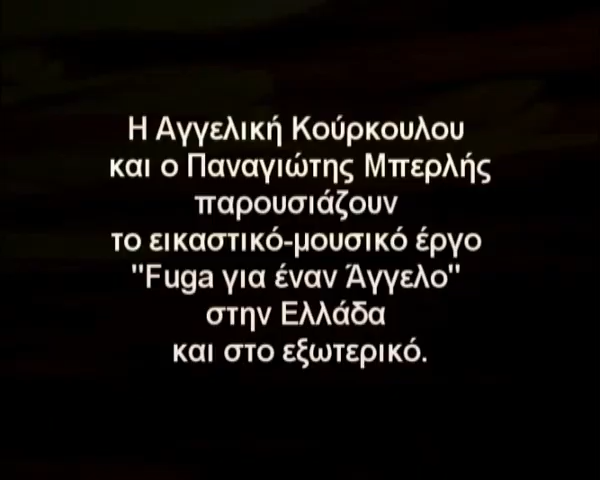 Η Αγγελική Κούρκουλου
και ο Παναγιώτης Μπερλής
παρουσιάζουν
το εικαστικό-μουσικό έργο
"Fuga για έναν Άγγελο"
στην Ελλάδα
και στο εξωτερικό.